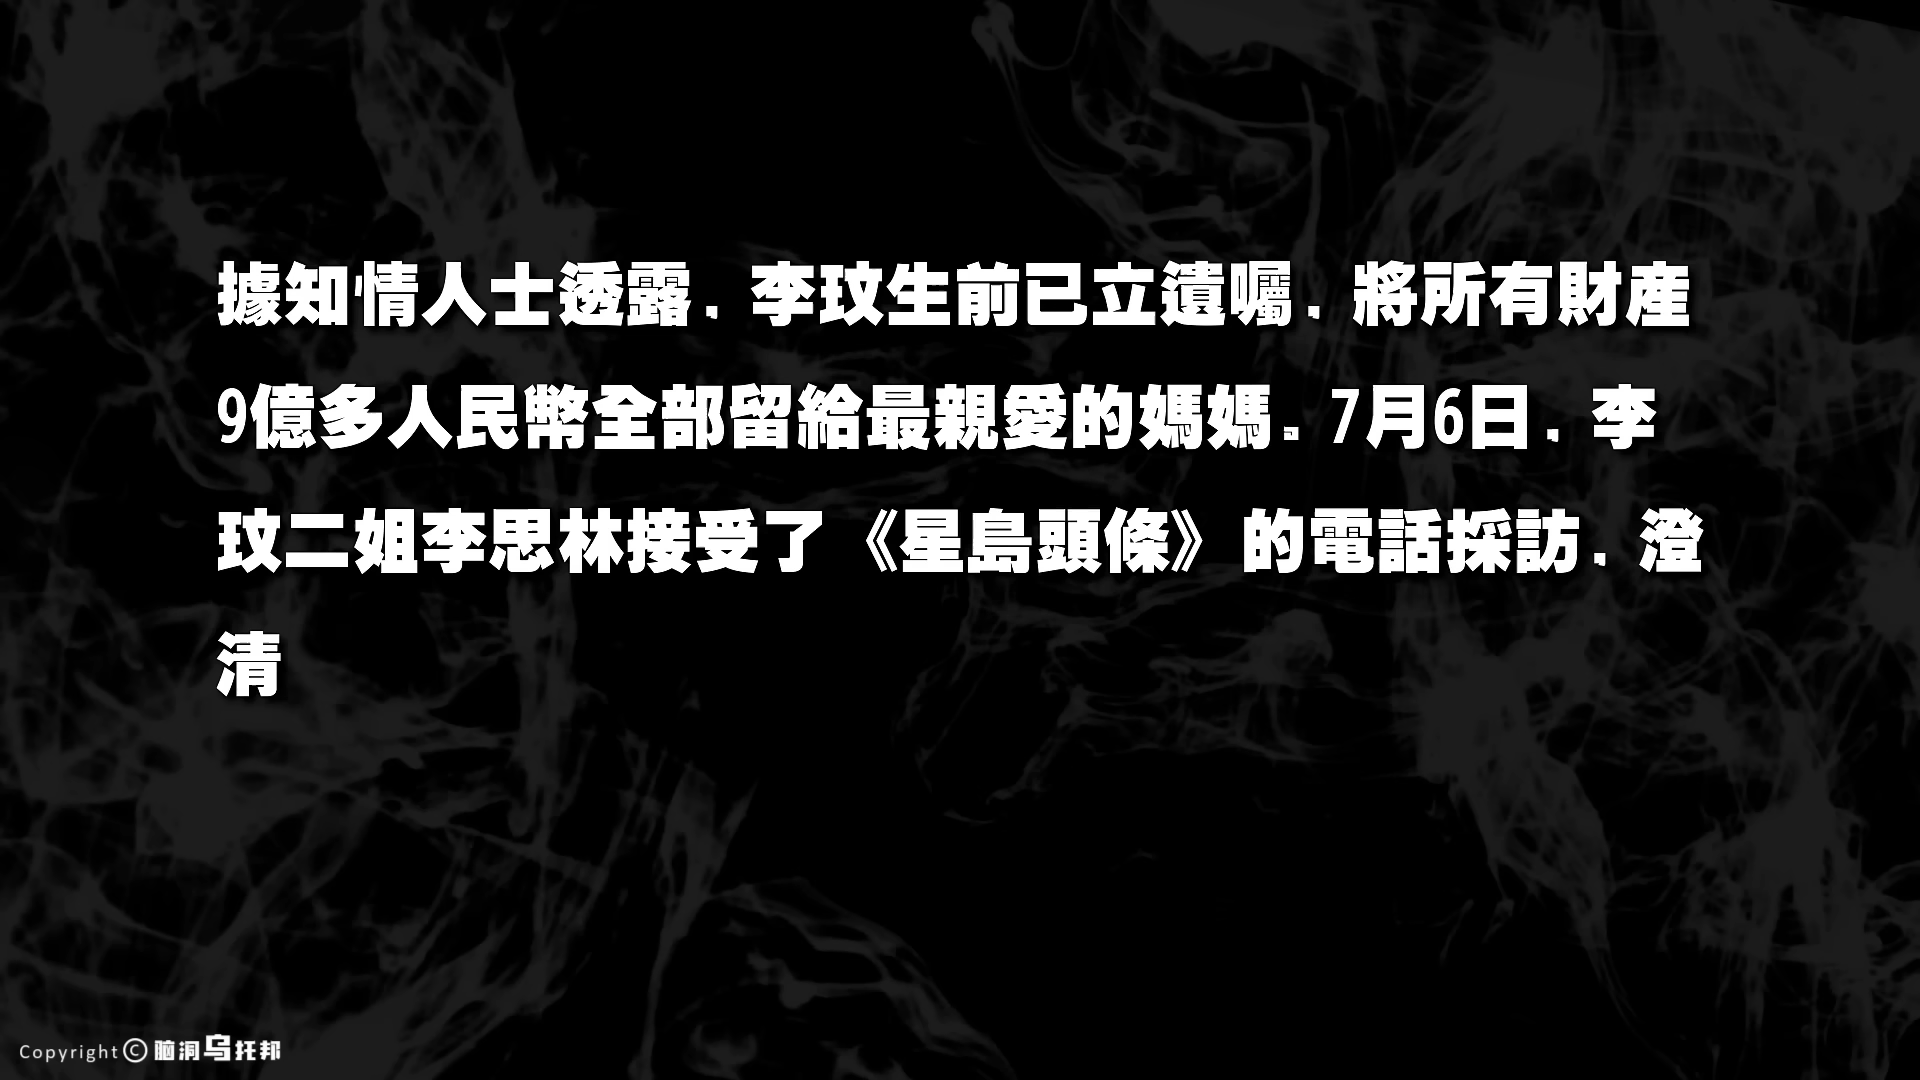 據知情人士透露，李玟生前已立遺囑，將所有財産
9億多人民幣全部留給最親愛的媽媽。7月6日，李
玟二姐李思林接受了《星島頭條》的電話採訪，澄
清
Copyright © 脑洞乌托邦